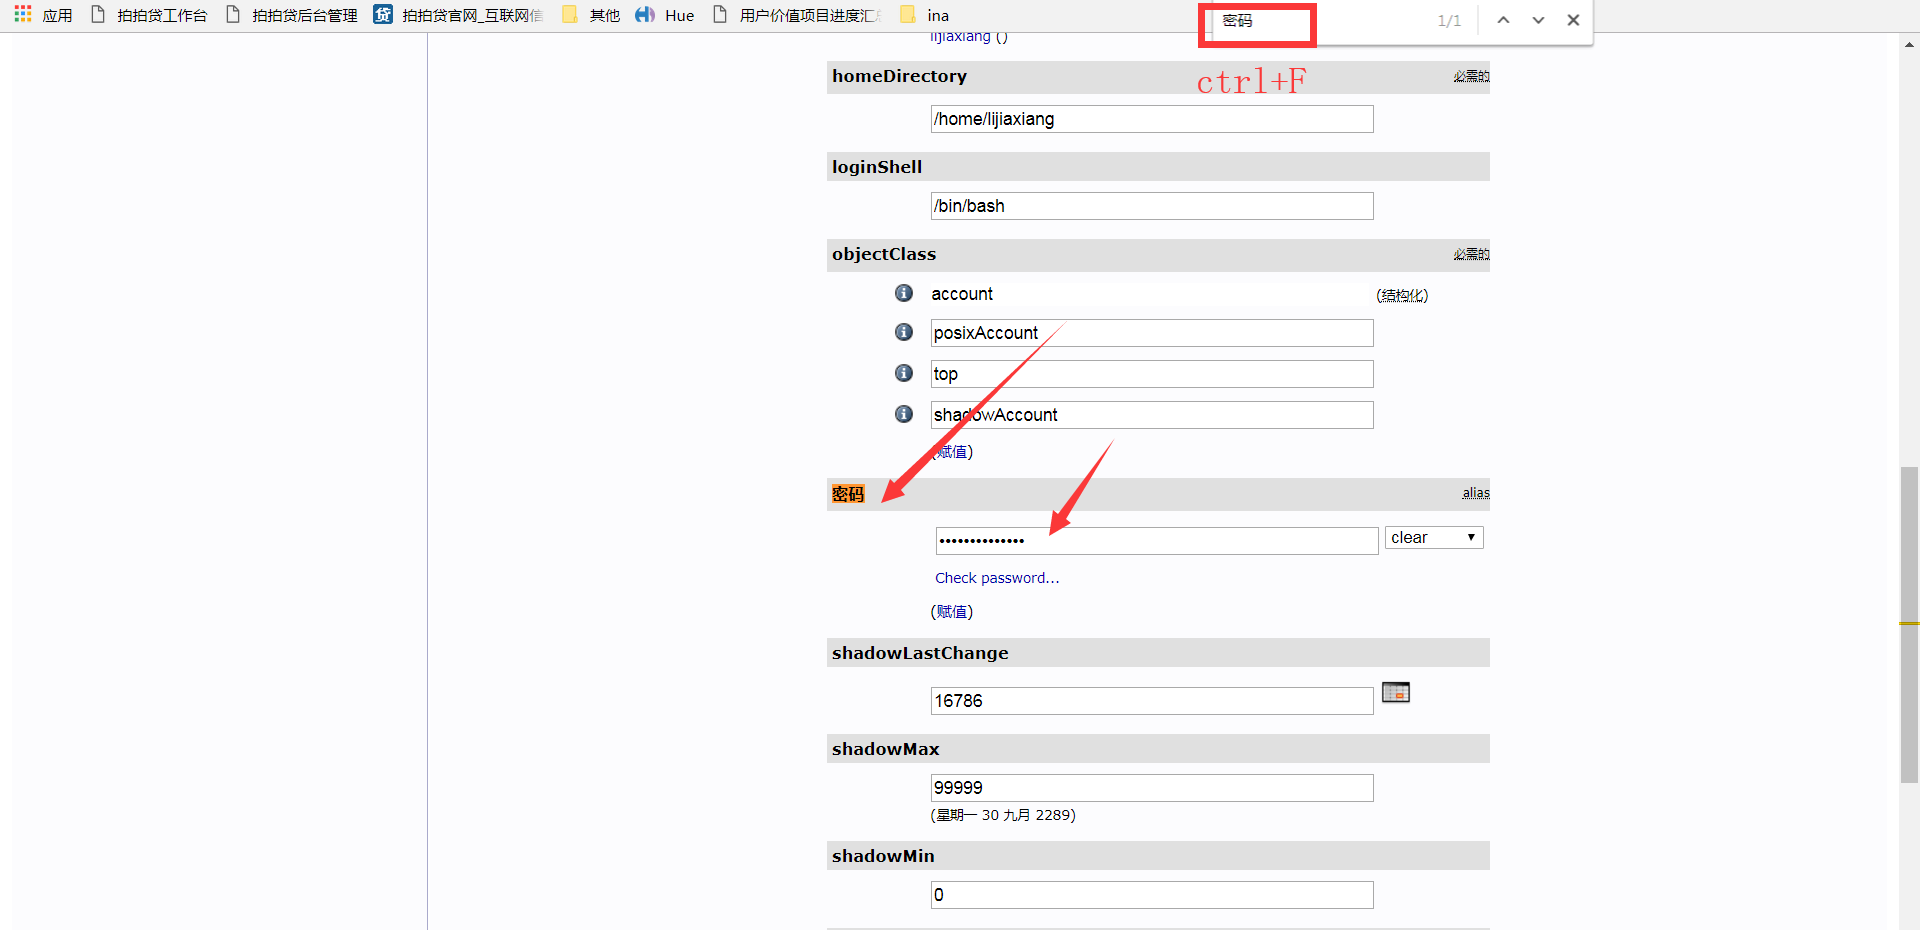 应用 拍拍贷工作台 拍拍贷后台管理 贷 拍拍贷官网_互联网信 其他 Hue 用户价值项目进度汇总 ina
密码 1/1
lijiaxiang ()
ctrl+F
homeDirectory 必需的
/home/lijiaxiang
loginShell
/bin/bash
objectClass 必需的
account (结构化)
posixAccount
top
shadowAccount
(赋值)
密码 alias
•••••••••••••• clear
Check password...
(赋值)
shadowLastChange
16786
shadowMax
99999
(星期一 30 九月 2289)
shadowMin
0